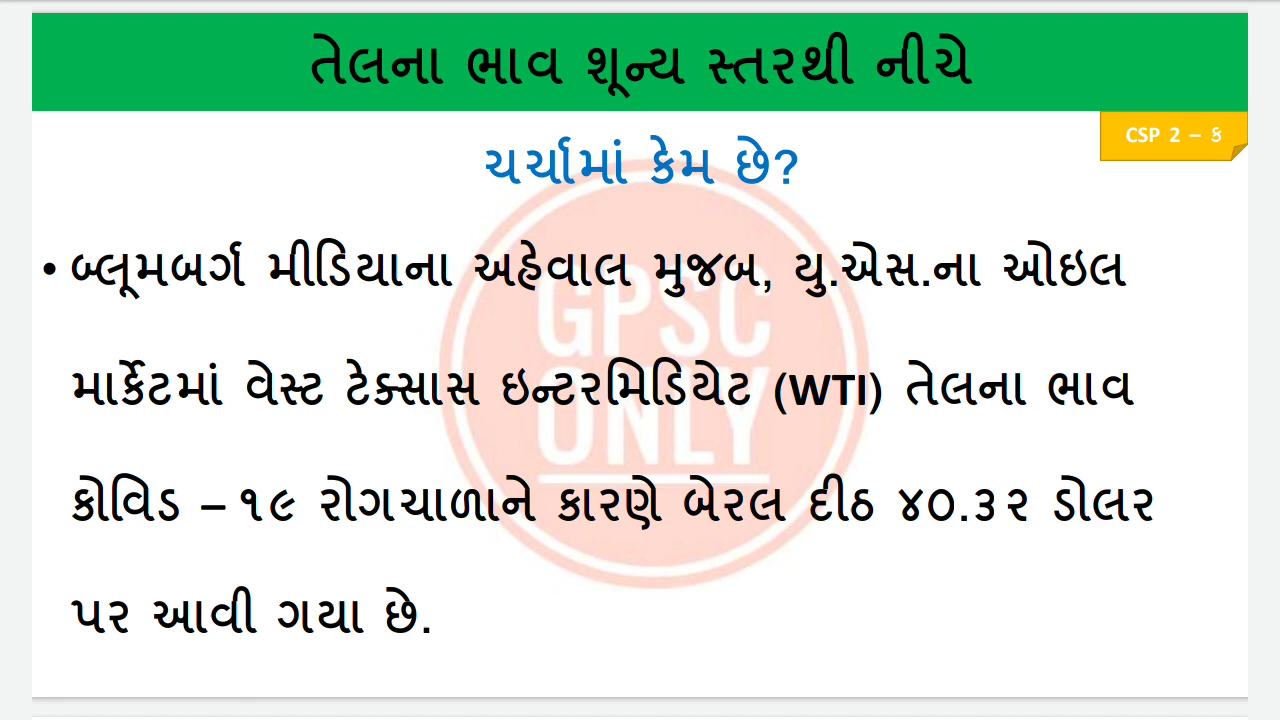 તેલના ભાવ શૂન્ય સ્તરથી નીચે
CSP 2 – ક
ચર્ચામાં કેમ છે?
• બ્લૂમબર્ગ મીડિયાના અહેવાલ મુજબ, યુ.એસ.ના ઓઇલ
માર્કેટમાં વેસ્ટ ટેક્સાસ ઇન્ટરમિડિયેટ (WTI) તેલના ભાવ
કોવિડ – ૧૯ રોગચાળાને કારણે બેરલ દીઠ ૪૦.૩૨ ડોલર
પર આવી ગયા છે.
GPSC
ONLY